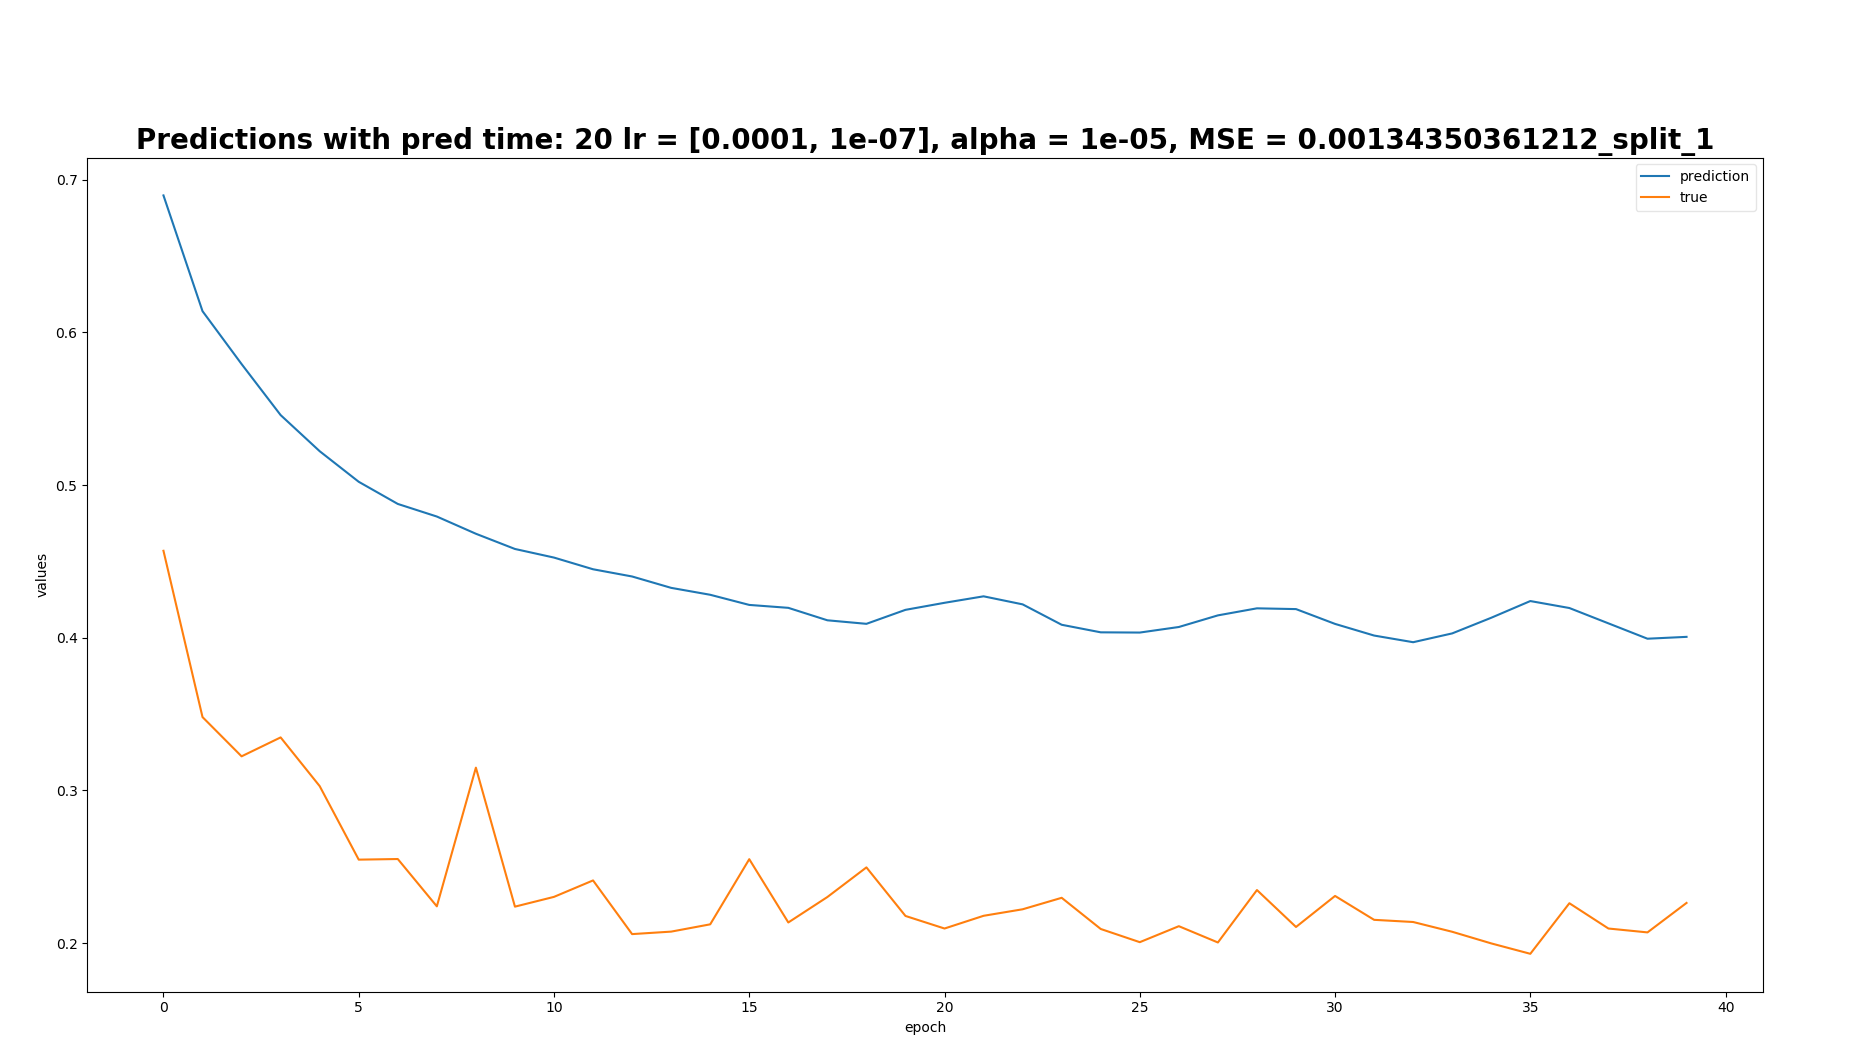 Predictions with pred time: 20 lr = [0.0001, 1e-07], alpha = 1e-05, MSE = 0.00134350361212_split_1
prediction
true
0.7
0.6
0.5
0.4
0.3
0.2
values
0 5 10 15 20 25 30 35 40
epoch